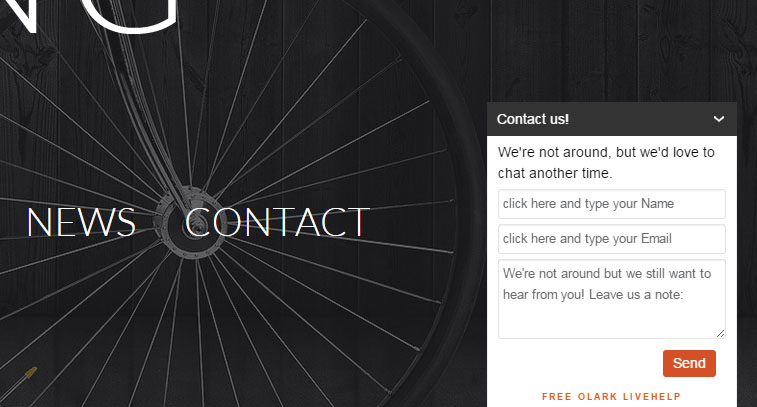 NG
NEWS CONTACT
Contact us!
We're not around, but we'd love to
chat another time.
click here and type your Name
click here and type your Email
We're not around but we still want to
hear from you! Leave us a note:
Send
FREE OLARK LIVEHELP